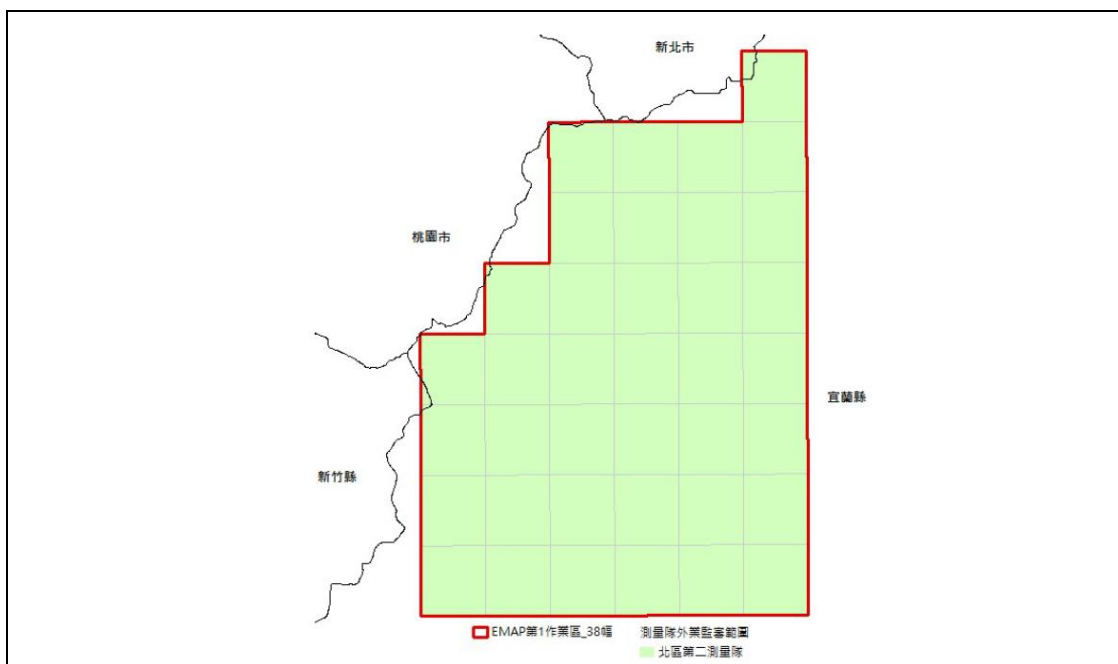 新北市
桃園市
宜蘭縣
新竹縣
EMAP第1作業區_38幅
測量隊外業監審範圍
北區第二測量隊